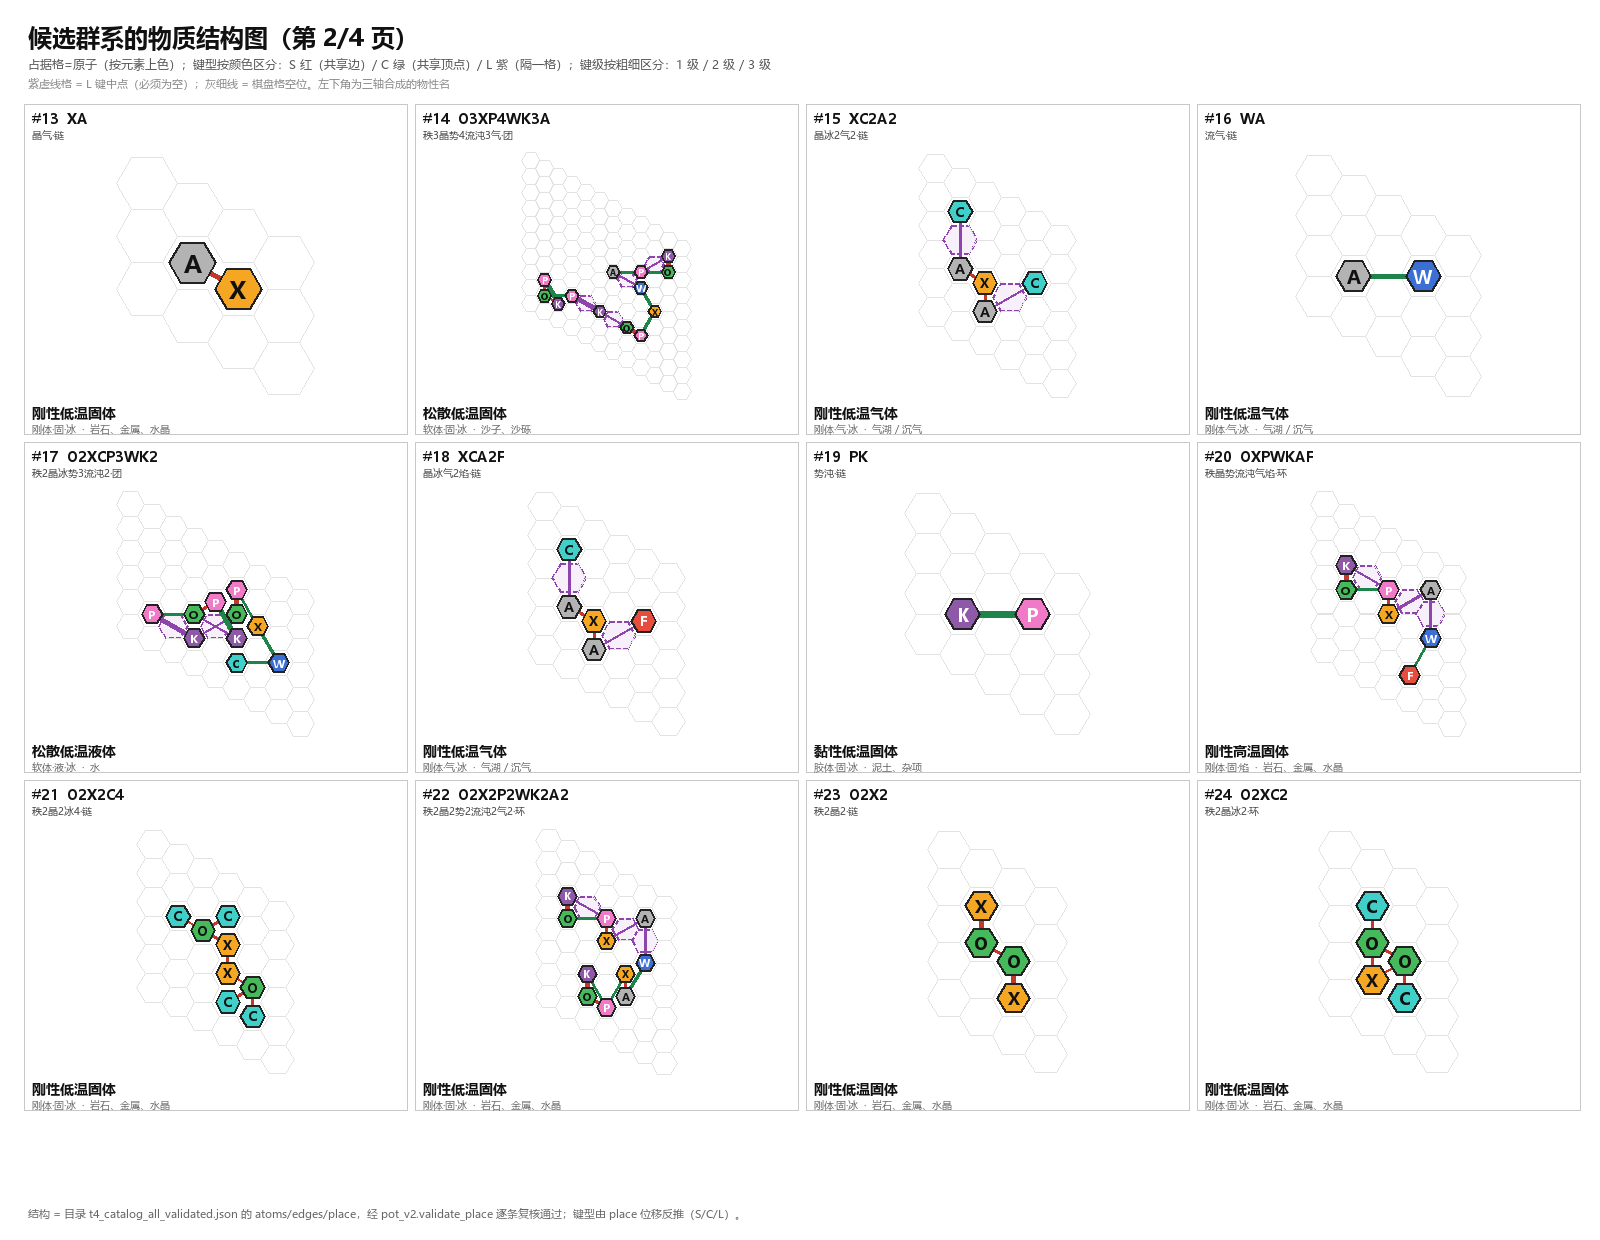 候选群系的物质结构图（第 2/4 页）
占据格=原子（按元素上色）；键型按颜色区分：S 红（共享边）/ C 绿（共享顶点）/ L 紫（隔一格）；键级按粗细区分：1 级 / 2 级 / 3 级
紫虚线格 = L 键中点（必须为空）；灰细线 = 棋盘格空位。左下角为三轴合成的物性名
#13 XA
晶气·链
A
X
刚性低温固体
刚体·固·冰 · 岩石、金属、水晶
#14 O3XP4WK3A
秩3晶势4流沌3气·团
K
A P O
P W
O K P K X
O P
松散低温固体
软体·固·冰 · 沙子、沙砾
#15 XC2A2
晶冰2气2·链
C
A
X C
A
刚性低温气体
刚体·气·冰 · 气湖 / 沉气
#16 WA
流气·链
A W
刚性低温气体
刚体·气·冰 · 气湖 / 沉气
#17 O2XCP3WK2
秩2晶冰势3流沌2·团
P
P O P O
X
K K
C W
松散低温液体
软体·液·冰 · 水
#18 XCA2F
晶冰气2焰·链
C
A
X F
A
刚性低温气体
刚体·气·冰 · 气湖 / 沉气
#19 PK
势沌·链
K P
黏性低温固体
胶体·固·冰 · 泥土、杂项
#20 OXPWKAF
秩晶势流沌气焰·环
K
O P A
X
W
F
刚性高温固体
刚体·固·焰 · 岩石、金属、水晶
#21 O2X2C4
秩2晶2冰4·链
C C
O
X
X
O
C
C
刚性低温固体
刚体·固·冰 · 岩石、金属、水晶
#22 O2X2P2WK2A2
秩2晶2势2流沌2气2·环
K
O P A
X
W
K X
O A
P
刚性低温固体
刚体·固·冰 · 岩石、金属、水晶
#23 O2X2
秩2晶2·链
X
O
O
X
刚性低温固体
刚体·固·冰 · 岩石、金属、水晶
#24 O2XC2
秩2晶冰2·环
C
O
O
X
C
刚性低温固体
刚体·固·冰 · 岩石、金属、水晶
结构 = 目录 t4_catalog_all_validated.json 的 atoms/edges/place，经 pot_v2.validate_place 逐条复核通过；键型由 place 位移反推（S/C/L）。